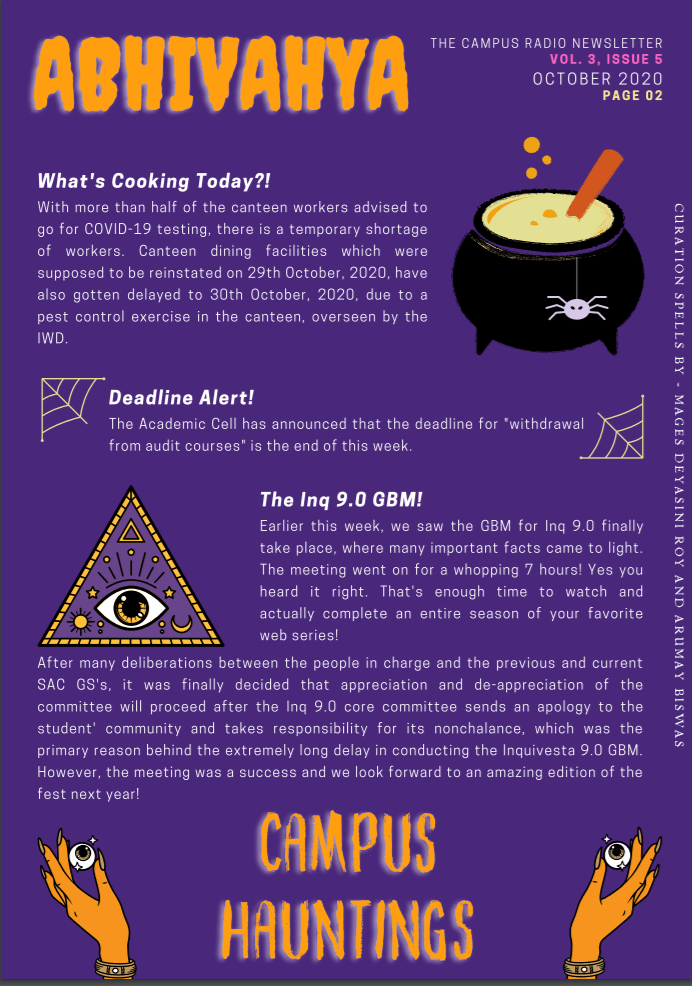 ABHIVAHYA
THE CAMPUS RADIO NEWSLETTER
VOL. 3, ISSUE 5
OCTOBER 2020
PAGE 02
What's Cooking Today?!
With more than half of the canteen workers advised to
go for COVID-19 testing, there is a temporary shortage
of workers. Canteen dining facilities which were
supposed to be reinstated on 29th October, 2020, have
also gotten delayed to 30th October, 2020, due to a
pest control exercise in the canteen, overseen by the
IWD.
Deadline Alert!
The Academic Cell has announced that the deadline for "withdrawal
from audit courses" is the end of this week.
The Inq 9.0 GBM!
Earlier this week, we saw the GBM for Inq 9.0 finally
take place, where many important facts came to light.
The meeting went on for a whopping 7 hours! Yes you
heard it right. That's enough time to watch and
actually complete an entire season of your favorite
web series!
After many deliberations between the people in charge and the previous and current
SAC GS's, it was finally decided that appreciation and de-appreciation of the
committee will proceed after the Inq 9.0 core committee sends an apology to the
student' community and takes responsibility for its nonchalance, which was the
primary reason behind the extremely long delay in conducting the Inquivesta 9.0 GBM.
However, the meeting was a success and we look forward to an amazing edition of the
fest next year!
CAMPUS
HAUNTINGS
CURATION SPELLS BY - MAGES DEYASINI ROY AND ARUMAY BISWAS